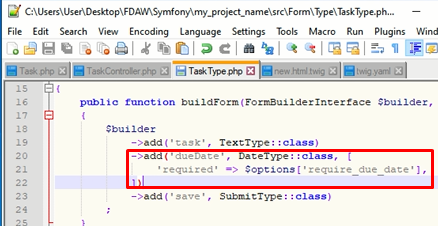 C:\Users\User\Desktop\FDAW\Symfony\my_project_name\src\Form\Type\TaskType.ph...
File Edit Search View Encoding Language Settings Tools Macro Run Plugins
Task.php TaskController.php TaskType.php new.html.twig twig.yaml
15 {
16 public function buildForm(FormBuilderInterface $builder,
17 {
18 $builder
19 ->add('task', TextType::class)
20 ->add('dueDate', DateType::class, [
21 'required' => $options['require_due_date'],
22 ])
23 ->add('save', SubmitType::class)
24 ;
25 }